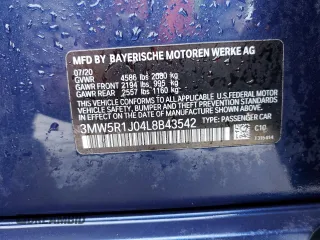 MFD BY BAYERISCHE MOTOREN WERKE AG
07/20
GVWR 4586 lbs 2080 kg
GAWR FRONT 2194 lbs 995 kg
GAWR REAR 2557 lbs 1160 kg
THIS VEHICLE CONFORMS TO ALL APPLICABLE U.S. FEDERAL MOTOR
VEHICLE SAFETY, BUMPER AND THEFT PREVENTION STANDARDS
IN EFFECT ON THE DATE OF MANUFACTURE SHOWN ABOVE.
3MW5R1J04L8B43542 TYPE: PASSENGER CAR
C10